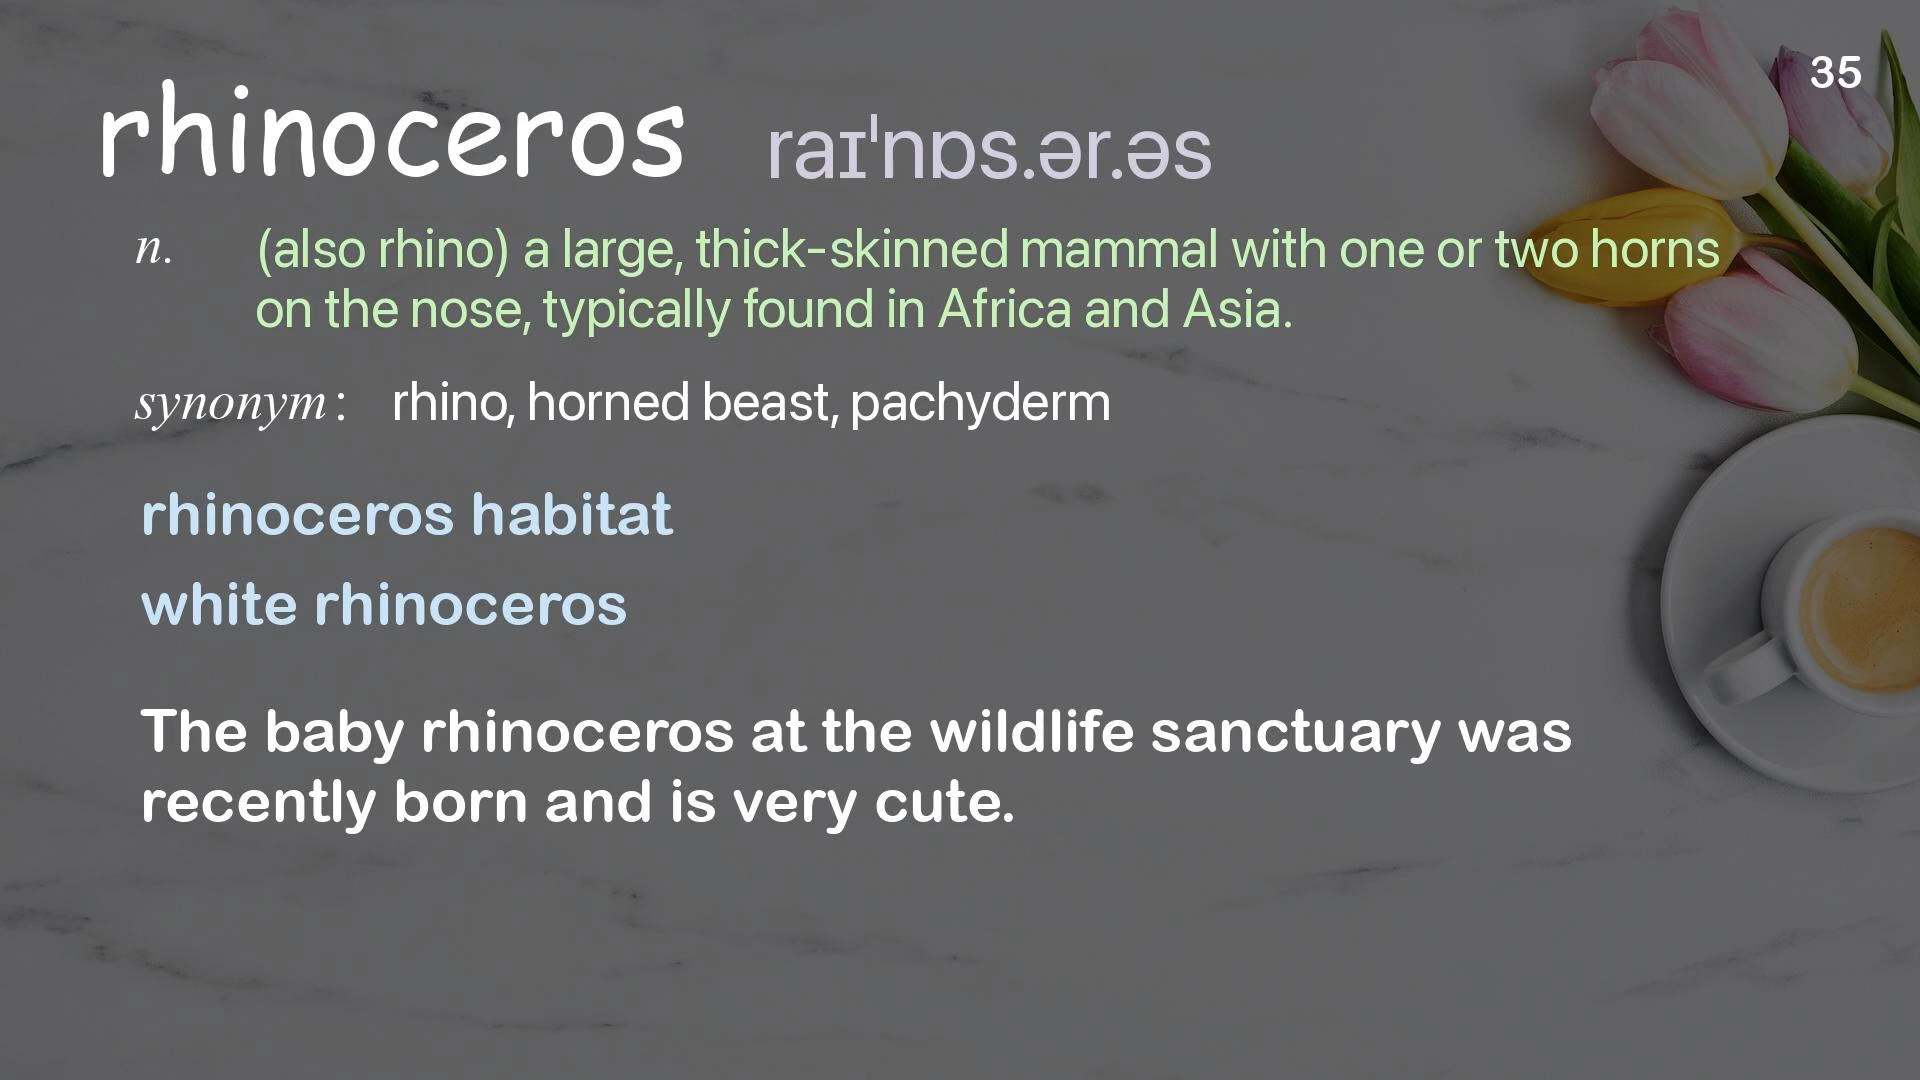 35
rhinoceros raɪˈnɒs.ər.əs
n. (also rhino) a large, thick-skinned mammal with one or two horns
on the nose, typically found in Africa and Asia.
synonym : rhino, horned beast, pachyderm
rhinoceros habitat
white rhinoceros
The baby rhinoceros at the wildlife sanctuary was
recently born and is very cute.